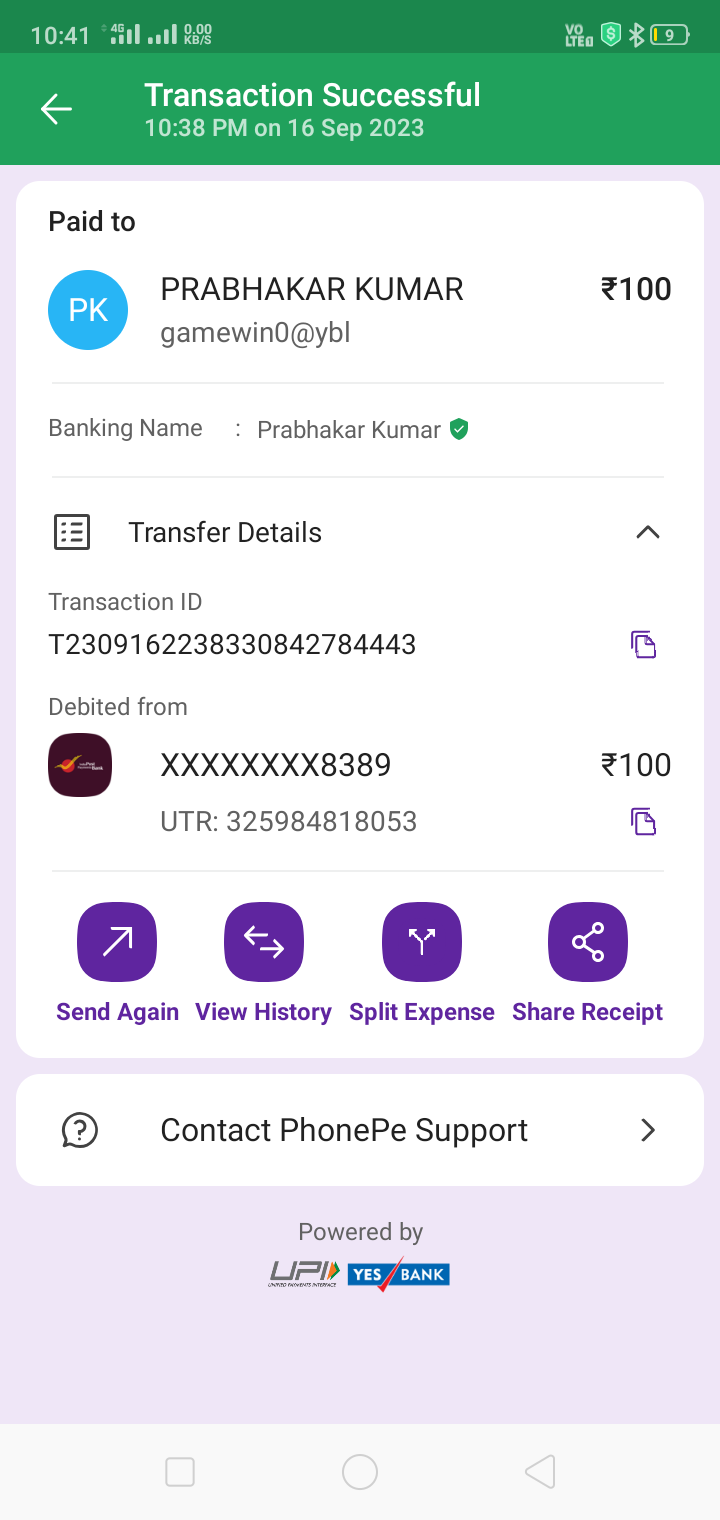 10:41 4G 0.00 KB/S VO LTE 9
Transaction Successful
10:38 PM on 16 Sep 2023
Paid to
PK PRABHAKAR KUMAR ₹100
gamewin0@ybl
Banking Name : Prabhakar Kumar
Transfer Details
Transaction ID
T2309162238330842784443
Debited from
XXXXXXXX8389 ₹100
UTR: 325984818053
Send Again View History Split Expense Share Receipt
Contact PhonePe Support
Powered by
UPI YES BANK
UNIFIED PAYMENTS INTERFACE